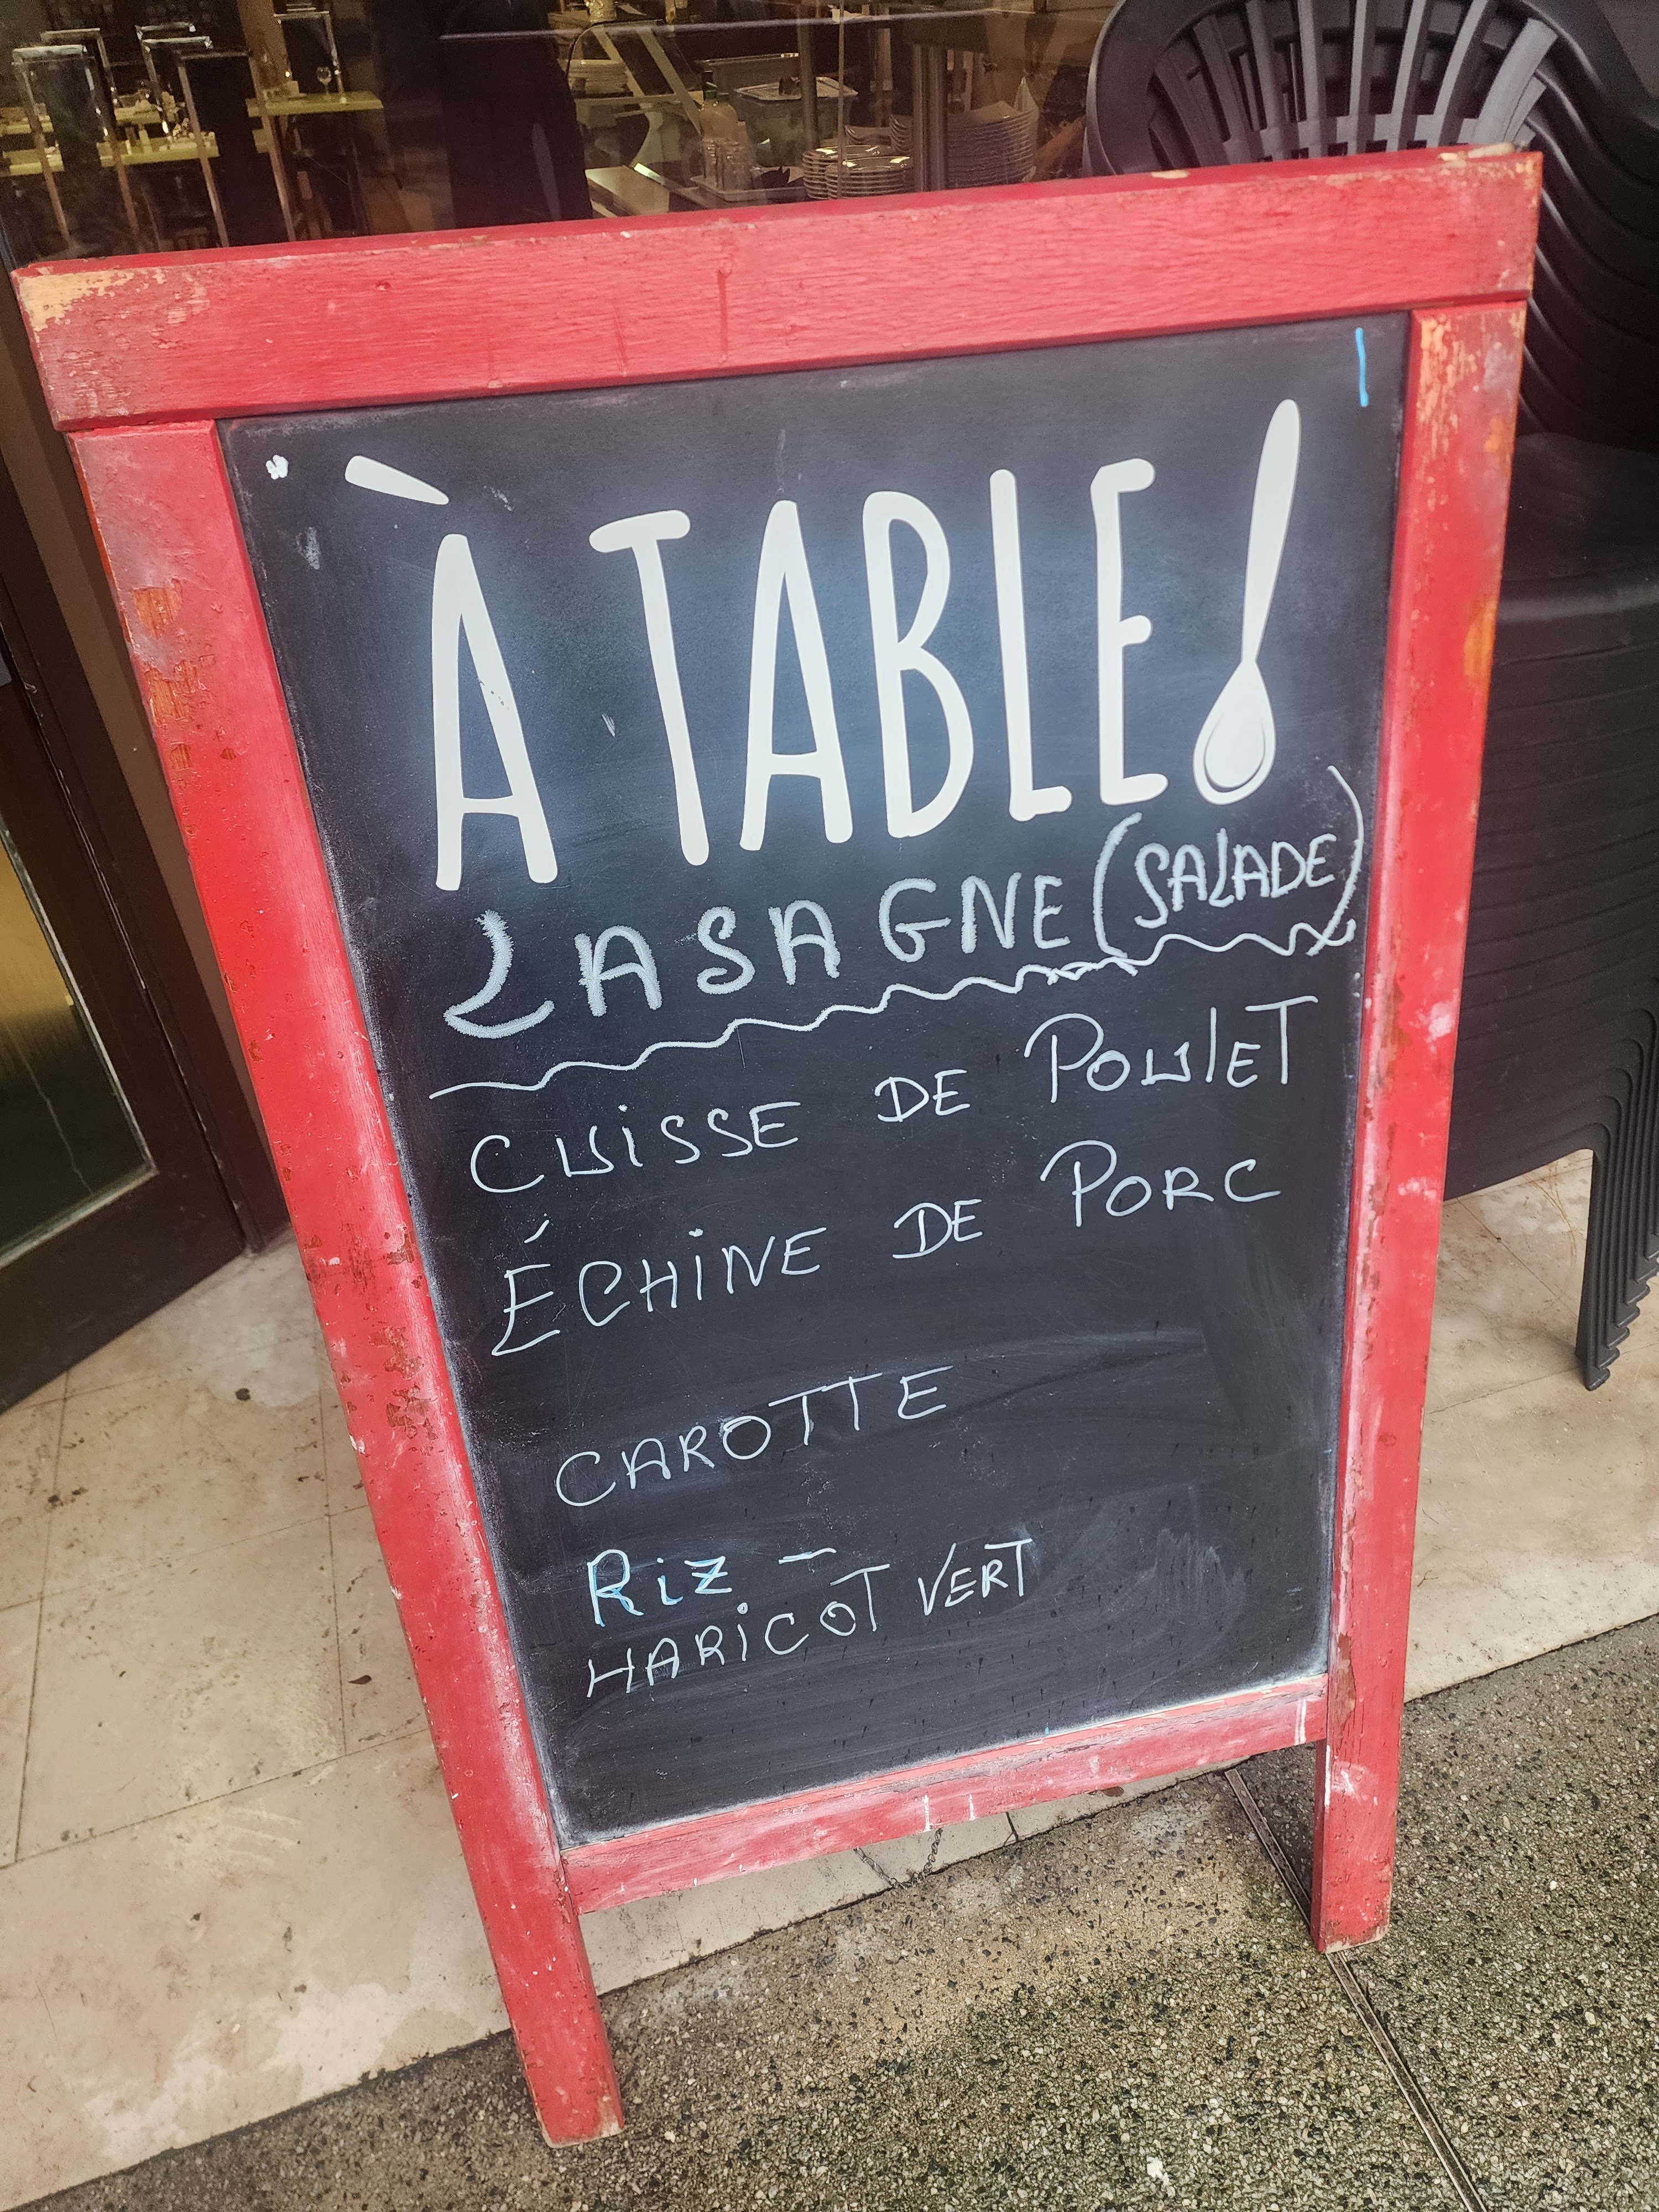 À TABLE!
LASAGNE (SALADE)
CUISSE DE POULET
ÉCHINE DE PORC
CAROTTE
RIZ -
HARICOT VERT